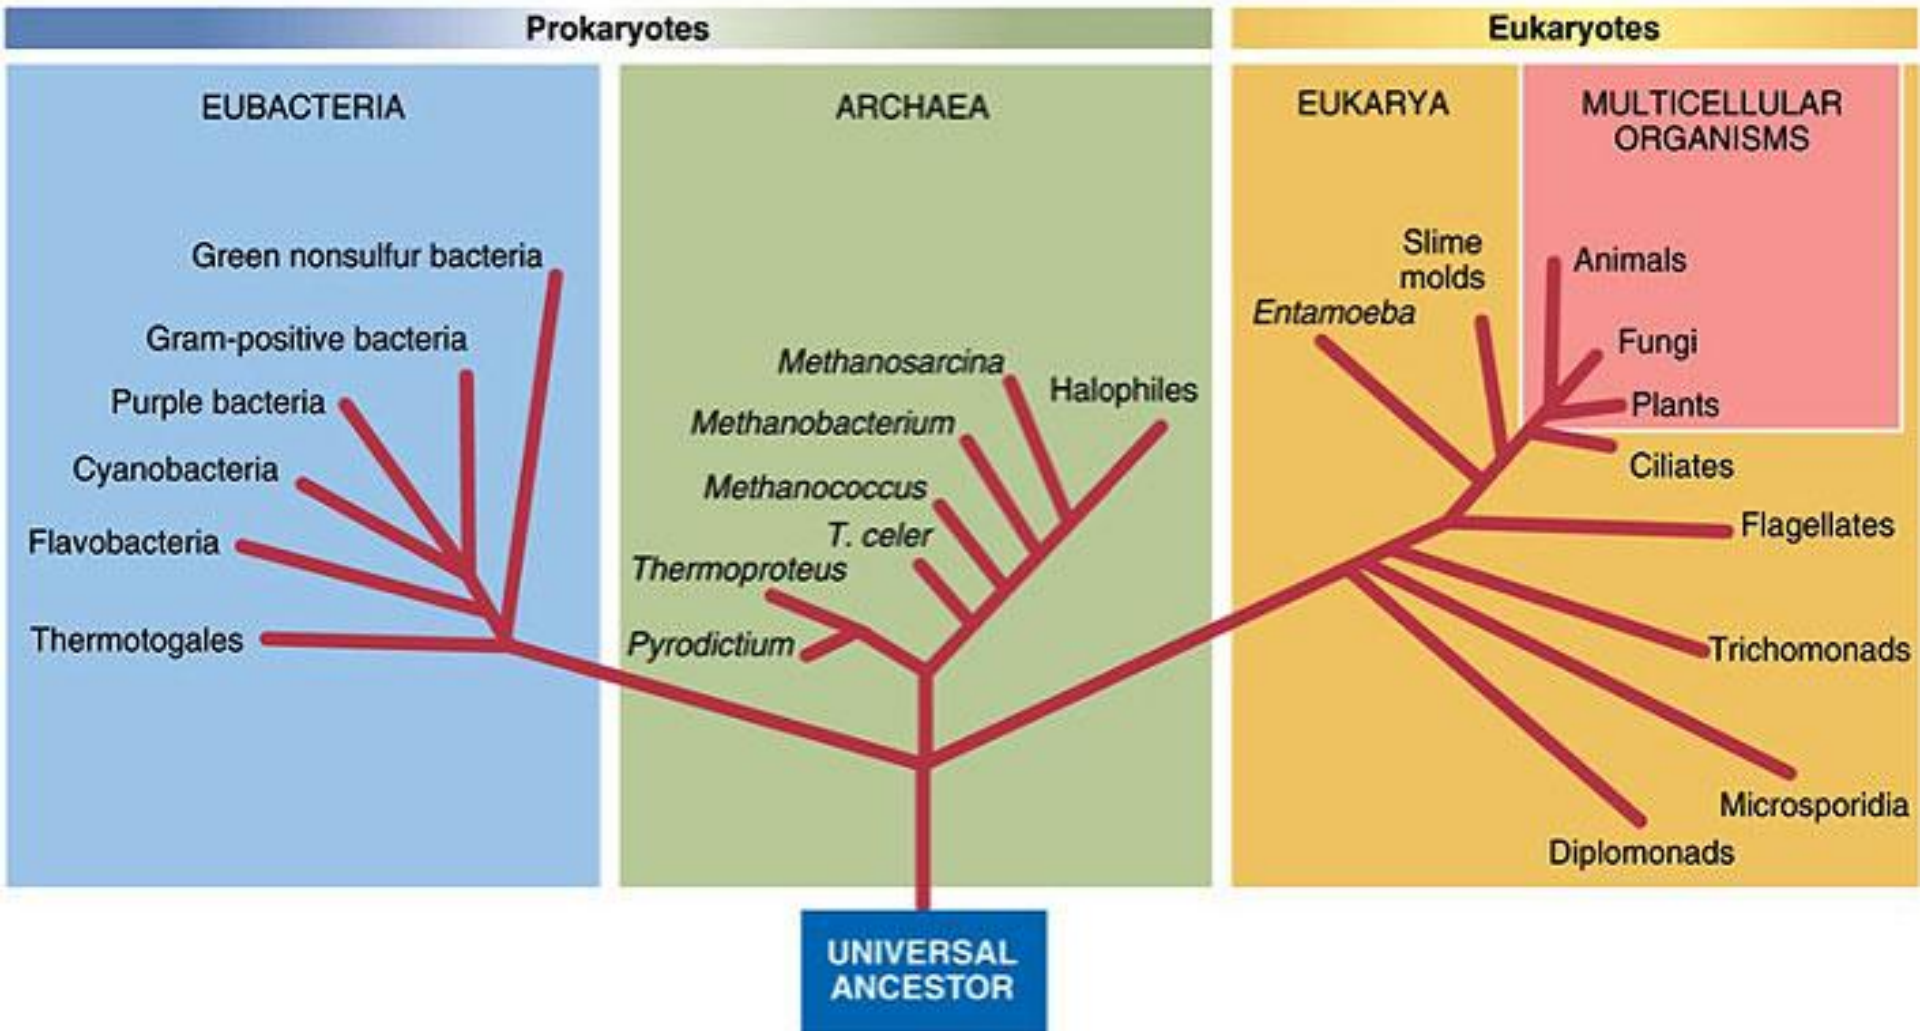 Prokaryotes
Eukaryotes
EUBACTERIA
ARCHAEA
EUKARYA
MULTICELLULAR
ORGANISMS
Green nonsulfur bacteria
Gram-positive bacteria
Purple bacteria
Cyanobacteria
Flavobacteria
Thermotogales
Methanosarcina
Halophiles
Methanobacterium
Methanococcus
T. celer
Thermoproteus
Pyrodictium
Slime
molds
Entamoeba
Animals
Fungi
Plants
Ciliates
Flagellates
Trichomonads
Microsporidia
Diplomonads
UNIVERSAL
ANCESTOR